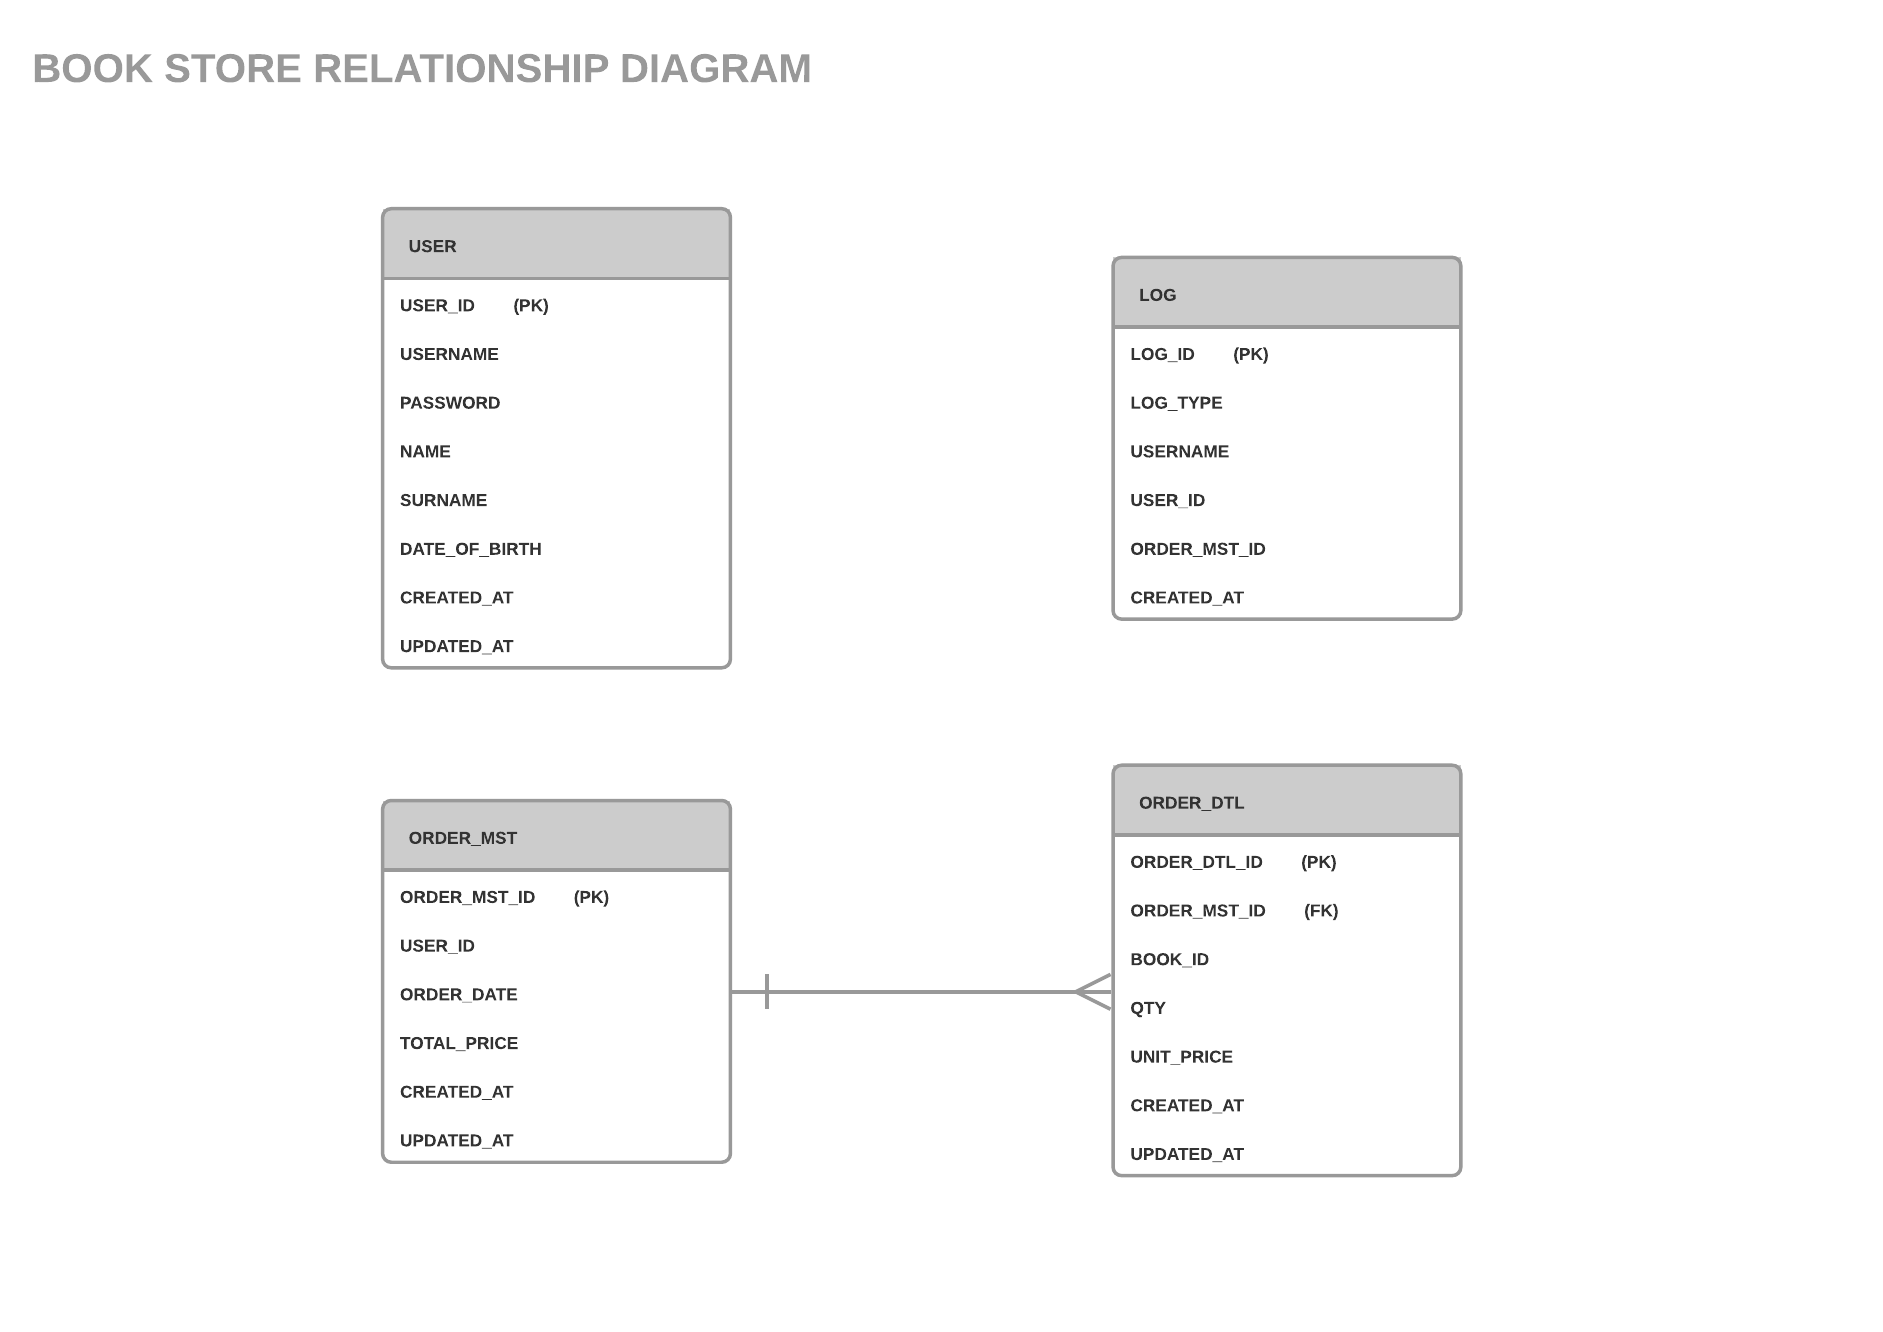 BOOK STORE RELATIONSHIP DIAGRAM
USER
USER_ID (PK)
USERNAME
PASSWORD
NAME
SURNAME
DATE_OF_BIRTH
CREATED_AT
UPDATED_AT
LOG
LOG_ID (PK)
LOG_TYPE
USERNAME
USER_ID
ORDER_MST_ID
CREATED_AT
ORDER_MST
ORDER_MST_ID (PK)
USER_ID
ORDER_DATE
TOTAL_PRICE
CREATED_AT
UPDATED_AT
ORDER_DTL
ORDER_DTL_ID (PK)
ORDER_MST_ID (FK)
BOOK_ID
QTY
UNIT_PRICE
CREATED_AT
UPDATED_AT